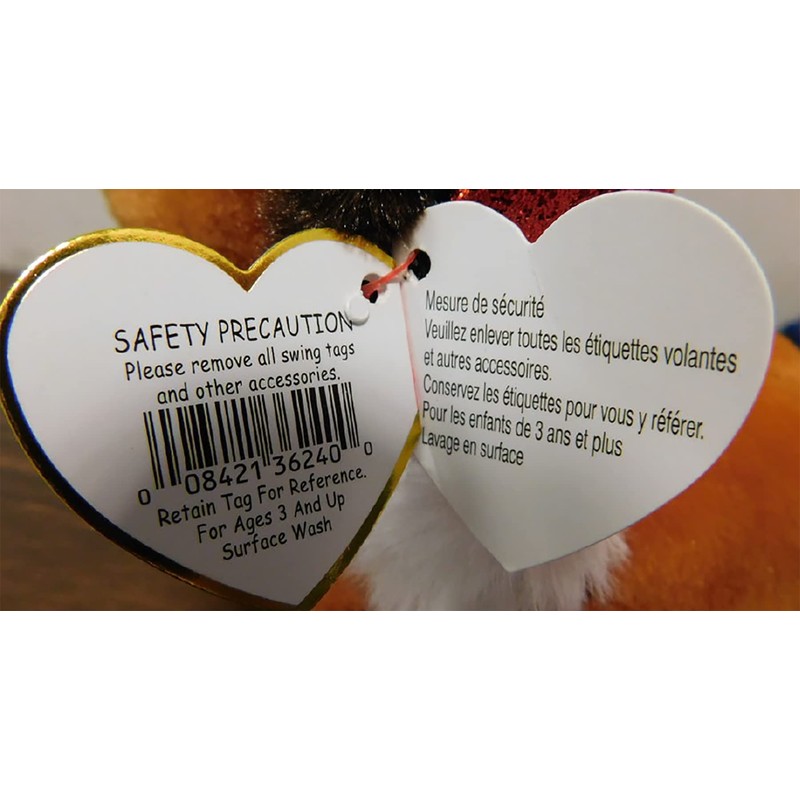 SAFETY PRECAUTION
Please remove all swing tags
and other accessories.
0 08421 36240 0
Retain Tag For Reference.
For Ages 3 And Up
Surface Wash
Mesure de sécurité
Veuillez enlever toutes les étiquettes volantes
et autres accessoires.
Conservez les étiquettes pour vous y référer.
Pour les enfants de 3 ans et plus
Lavage en surface